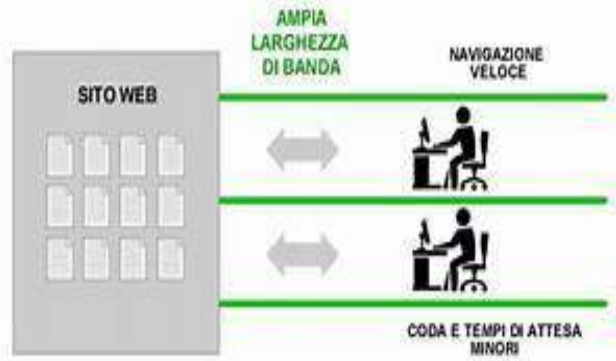 AMPIA
LARGHEZZA
DI BANDA
NAVIGAZIONE
VELOCE
SITO WEB
CODA E TEMPI DI ATTESA
MINORI